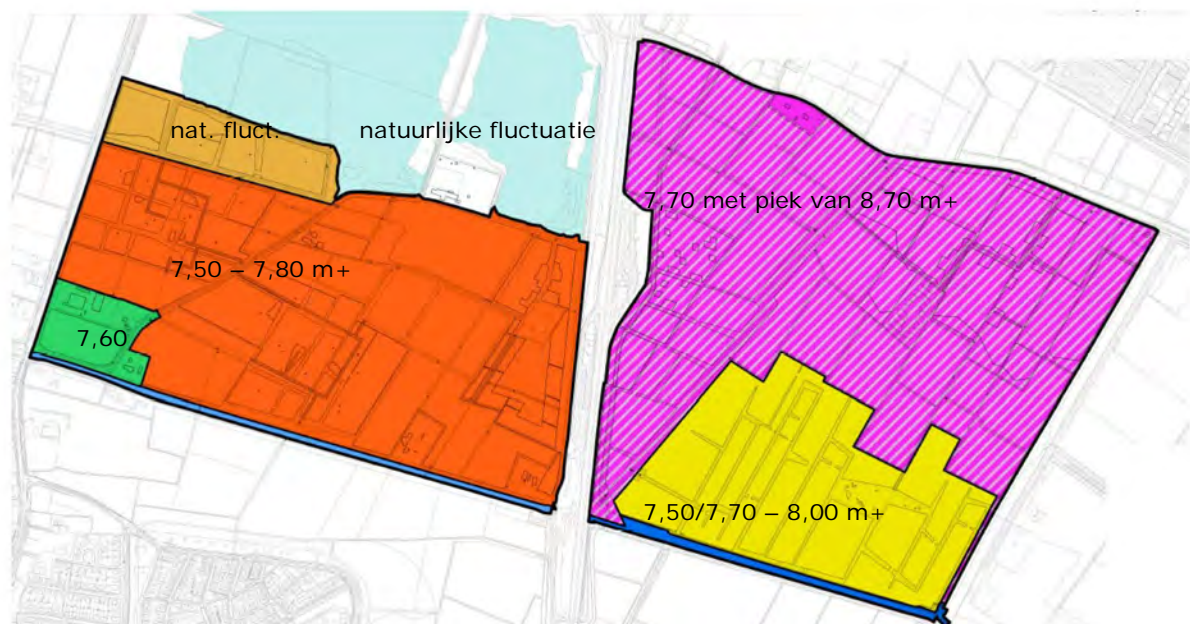 nat. fluct.
natuurlijke fluctuatie
7,70 met piek van 8,70 m+
7,50 – 7,80 m+
7,60
7,50/7,70 – 8,00 m+